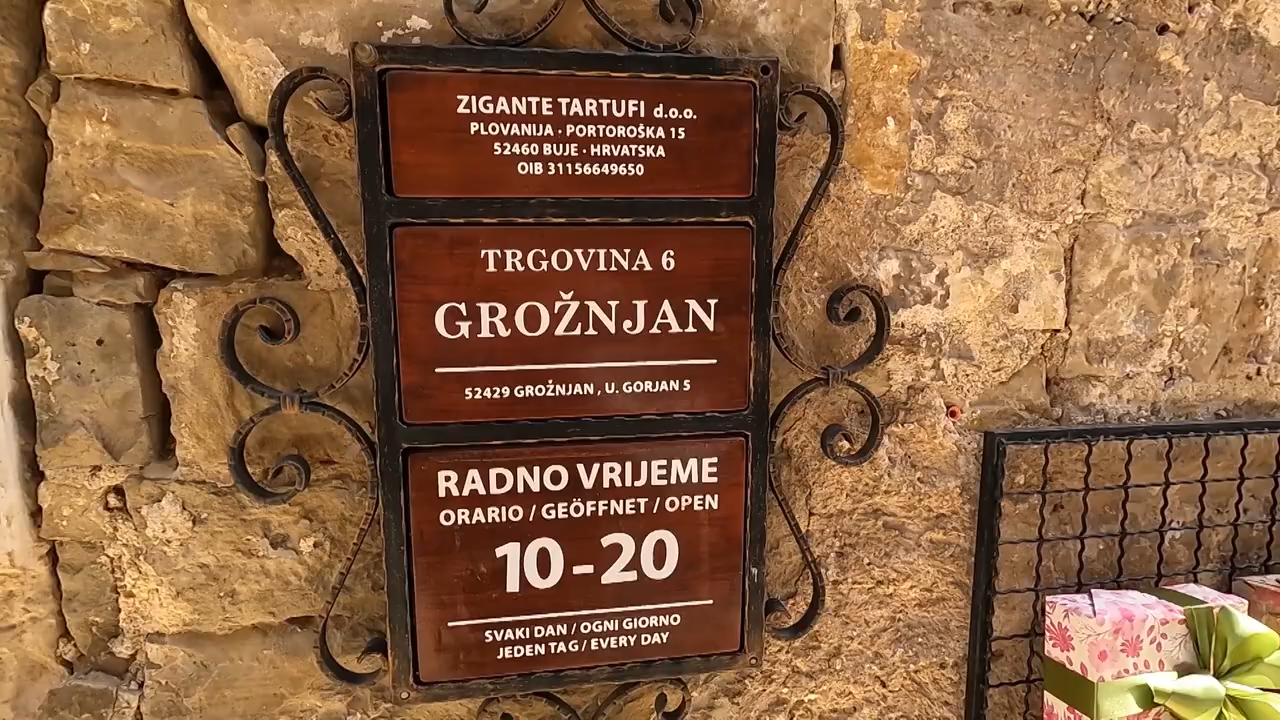 ZIGANTE TARTUFI d.o.o.
PLOVANIJA · PORTOROŠKA 15
52460 BUJE · HRVATSKA
OIB 31156649650
TRGOVINA 6
GROŽNJAN
52429 GROŽNJAN , U. GORJAN 5
RADNO VRIJEME
ORARIO / GEÖFFNET / OPEN
10-20
SVAKI DAN / OGNI GIORNO
JEDEN TAG / EVERY DAY